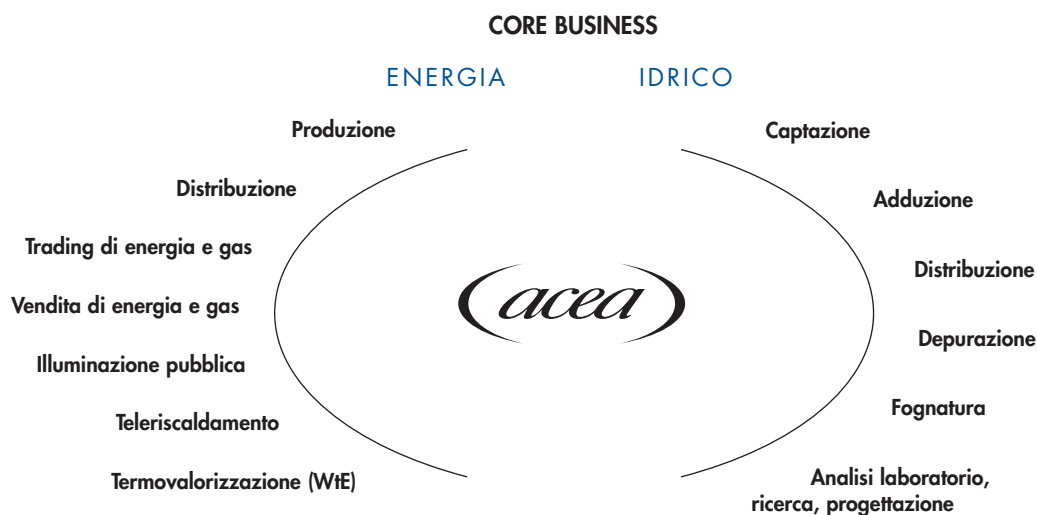 CORE BUSINESS
ENERGIA
Produzione
Distribuzione
Trading di energia e gas
Vendita di energia e gas
Illuminazione pubblica
Teleriscaldamento
Termovalorizzazione (WtE)
acea
IDRICO
Captazione
Adduzione
Distribuzione
Depurazione
Fognatura
Analisi laboratorio,
ricerca, progettazione